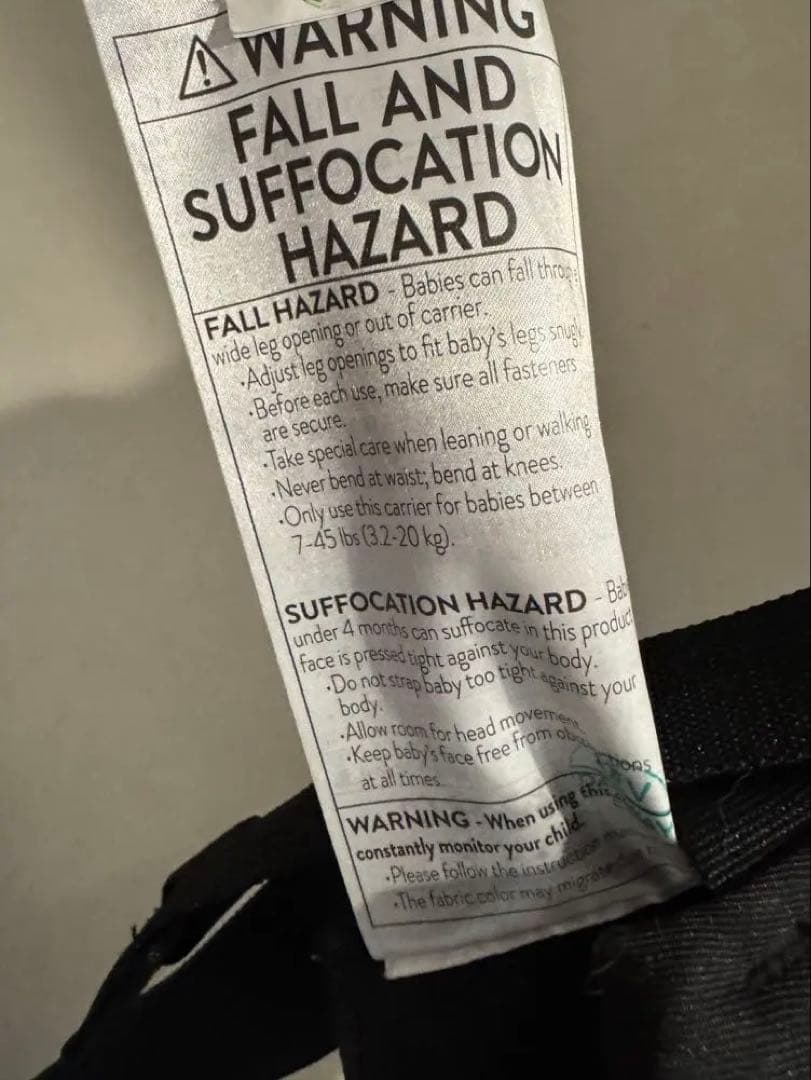 WARNING
FALL AND
SUFFOCATION
HAZARD
FALL HAZARD - Babies can fall through
wide leg opening or out of carrier.
·Adjust leg openings to fit baby's legs snugly
·Before each use, make sure all fasteners
are secure.
·Take special care when leaning or walking
·Never bend at waist; bend at knees.
·Only use this carrier for babies between
7-45 lbs (3.2-20 kg).
SUFFOCATION HAZARD - Bab
under 4 months can suffocate in this product
face is pressed tight against your body.
·Do not strap baby too tight against your
body.
·Allow room for head movement
·Keep baby's face free from obstructions
at all times.
WARNING - When using this
constantly monitor your child.
·Please follow the instruction
·The fabric color may migrate